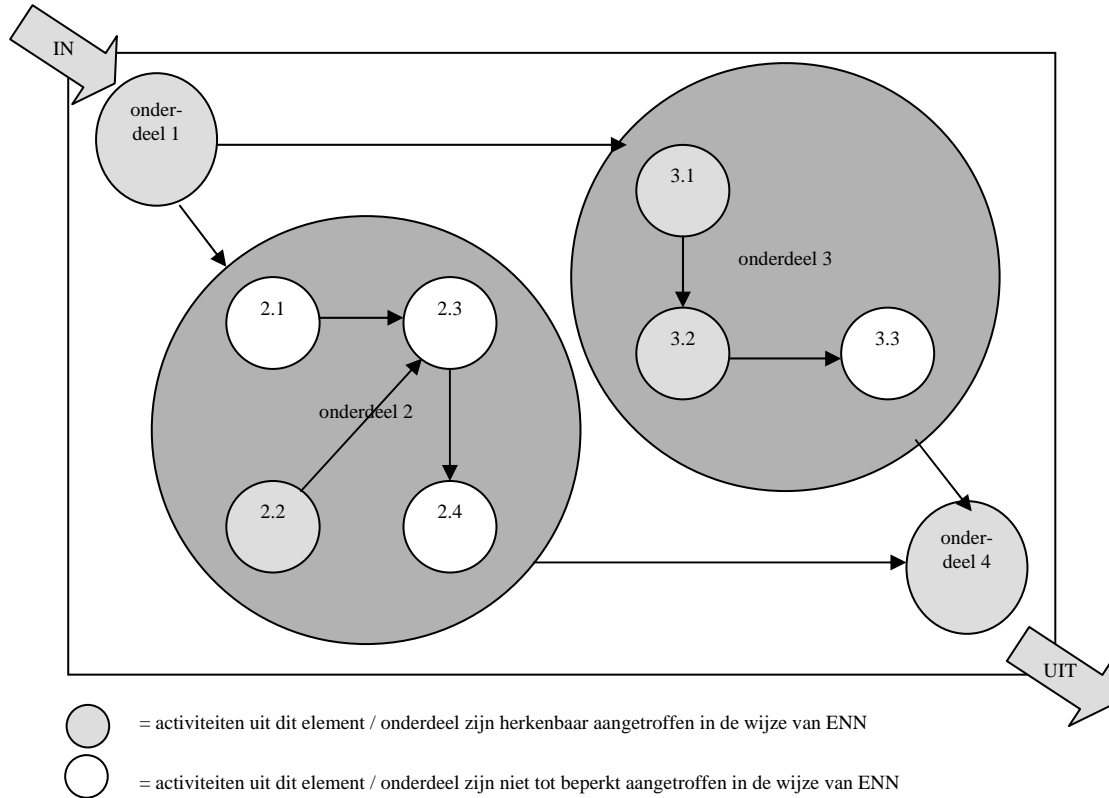 IN
onder-
deel 1
3.1
onderdeel 3
2.1
2.3
3.2
3.3
onderdeel 2
2.2
2.4
onder-
deel 4
UIT
= activiteiten uit dit element / onderdeel zijn herkenbaar aangetroffen in de wijze van ENN
= activiteiten uit dit element / onderdeel zijn niet tot beperkt aangetroffen in de wijze van ENN